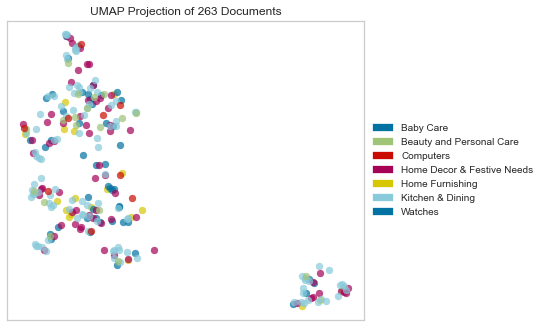 UMAP Projection of 263 Documents
Baby Care
Beauty and Personal Care
Computers
Home Decor & Festive Needs
Home Furnishing
Kitchen & Dining
Watches